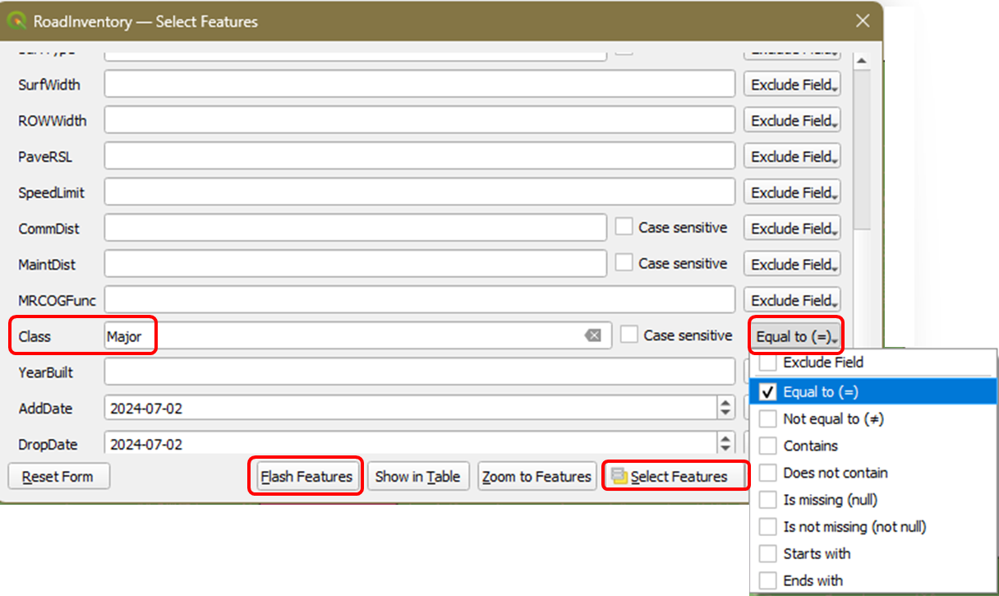 RoadInventory — Select Features
SurfWidth Exclude Field
ROWWidth Exclude Field
PaveRSL Exclude Field
SpeedLimit Exclude Field
CommDist Case sensitive Exclude Field
MaintDist Case sensitive Exclude Field
MRCOGFunc Exclude Field
Class Major Case sensitive Equal to (=)
YearBuilt
AddDate 2024-07-02
DropDate 2024-07-02
Exclude Field
Equal to (=)
Not equal to (≠)
Contains
Does not contain
Is missing (null)
Is not missing (not null)
Starts with
Ends with
Reset Form Flash Features Show in Table Zoom to Features Select Features